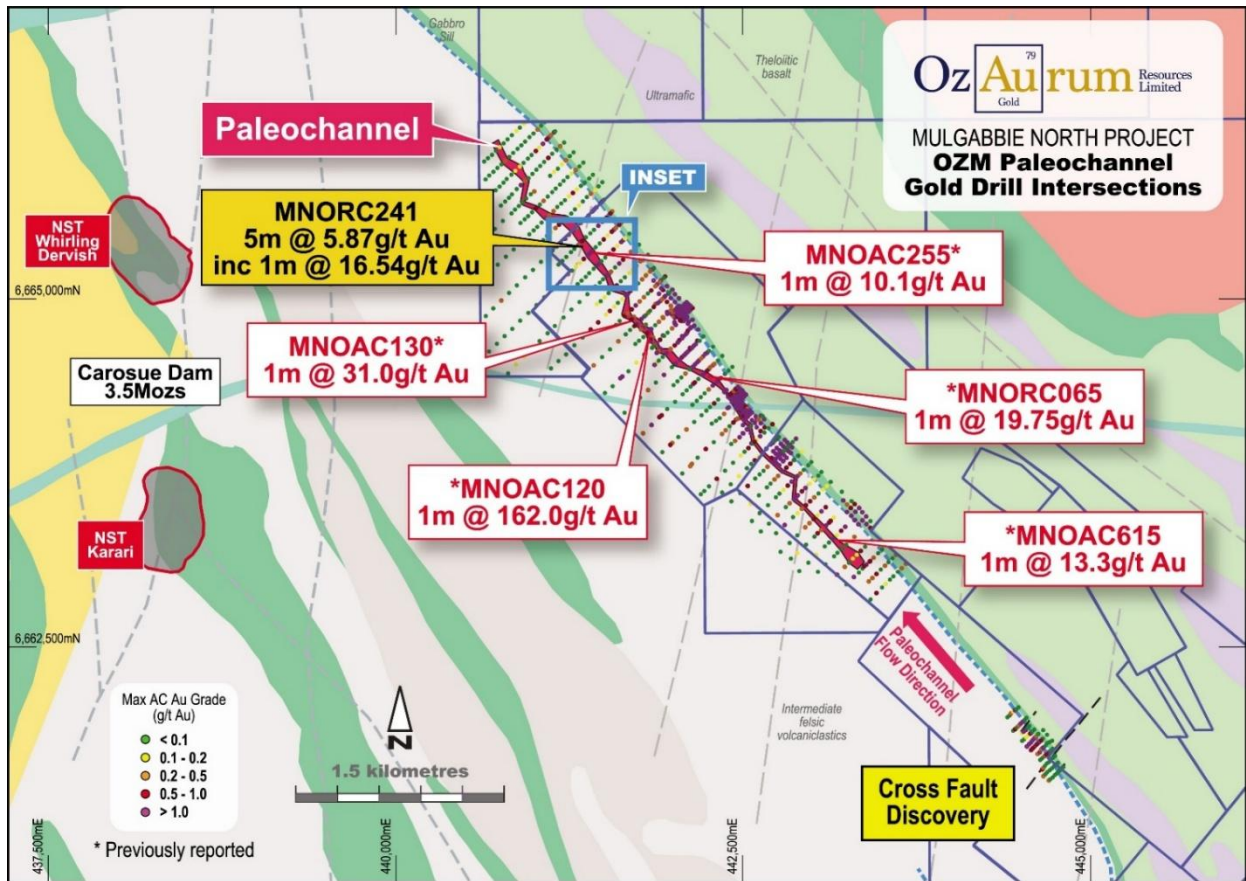 Gabbro
Sill
Theloiitic
basalt
Ultramafic
OzAurum Resources Limited
79
Gold
MULGABBIE NORTH PROJECT
OZM Paleochannel
Gold Drill Intersections
Paleochannel
INSET
MNORC241
5m @ 5.87g/t Au
inc 1m @ 16.54g/t Au
NST
Whirling
Dervish
MNOAC255*
1m @ 10.1g/t Au
6,665,000mN
MNOAC130*
1m @ 31.0g/t Au
Carosue Dam
3.5Mozs
*MNORC065
1m @ 19.75g/t Au
*MNOAC120
1m @ 162.0g/t Au
NST
Karari
*MNOAC615
1m @ 13.3g/t Au
6,662,500mN
Paleochannel
Flow Direction
Max AC Au Grade
(g/t Au)
< 0.1
0.1 - 0.2
0.2 - 0.5
0.5 - 1.0
> 1.0
* Previously reported
N
1.5 kilometres
Intermediate
felsic
volcaniclastics
Cross Fault
Discovery
437,500mE
440,000mE
442,500mE
445,000mE